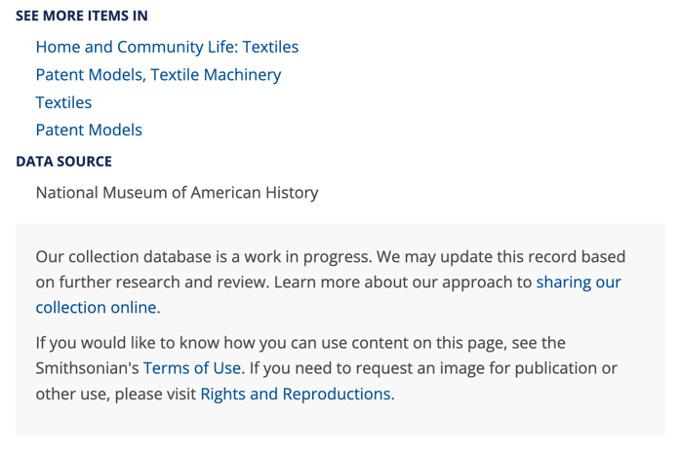 SEE MORE ITEMS IN
Home and Community Life: Textiles
Patent Models, Textile Machinery
Textiles
Patent Models
DATA SOURCE
National Museum of American History
Our collection database is a work in progress. We may update this record based
on further research and review. Learn more about our approach to sharing our
collection online.
If you would like to know how you can use content on this page, see the
Smithsonian's Terms of Use. If you need to request an image for publication or
other use, please visit Rights and Reproductions.